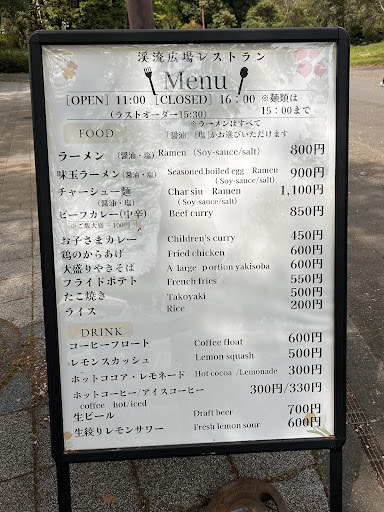 渓流広場レストラン
Menu
[OPEN] 11:00 [CLOSED] 16:00 ※麺類は
(ラストオーダー15:30) 15:00まで
※ラーメンはすべて
FOOD 「醤油」「塩」がお選びいただけます
ラーメン (醤油・塩) Ramen (Soy-sauce/salt) 800円
味玉ラーメン Seasoned boiled egg Ramen 900円
(醤油・塩) (Soy-sauce/salt)
チャーシュー麺 Char siu Ramen 1,100円
(醤油・塩) (Soy-sauce/salt)
ビーフカレー(中辛) Beef curry 850円
※ご飯大盛 +100円
お子さまカレー Children's curry 450円
鶏のからあげ Fried chicken 600円
大盛りやきそば A large portion yakisoba 600円
フライドポテト French fries 550円
たこ焼き Takoyaki 500円
ライス Rice 200円
DRINK
コーヒーフロート Coffee float 600円
レモンスカッシュ Lemon squash 500円
ホットココア・レモネード Hot cocoa /Lemonade 300円
ホットコーヒー/アイスコーヒー 300円/330円
coffee hot/iced
生ビール Draft beer 700円
生絞りレモンサワー Fresh lemon sour 600円